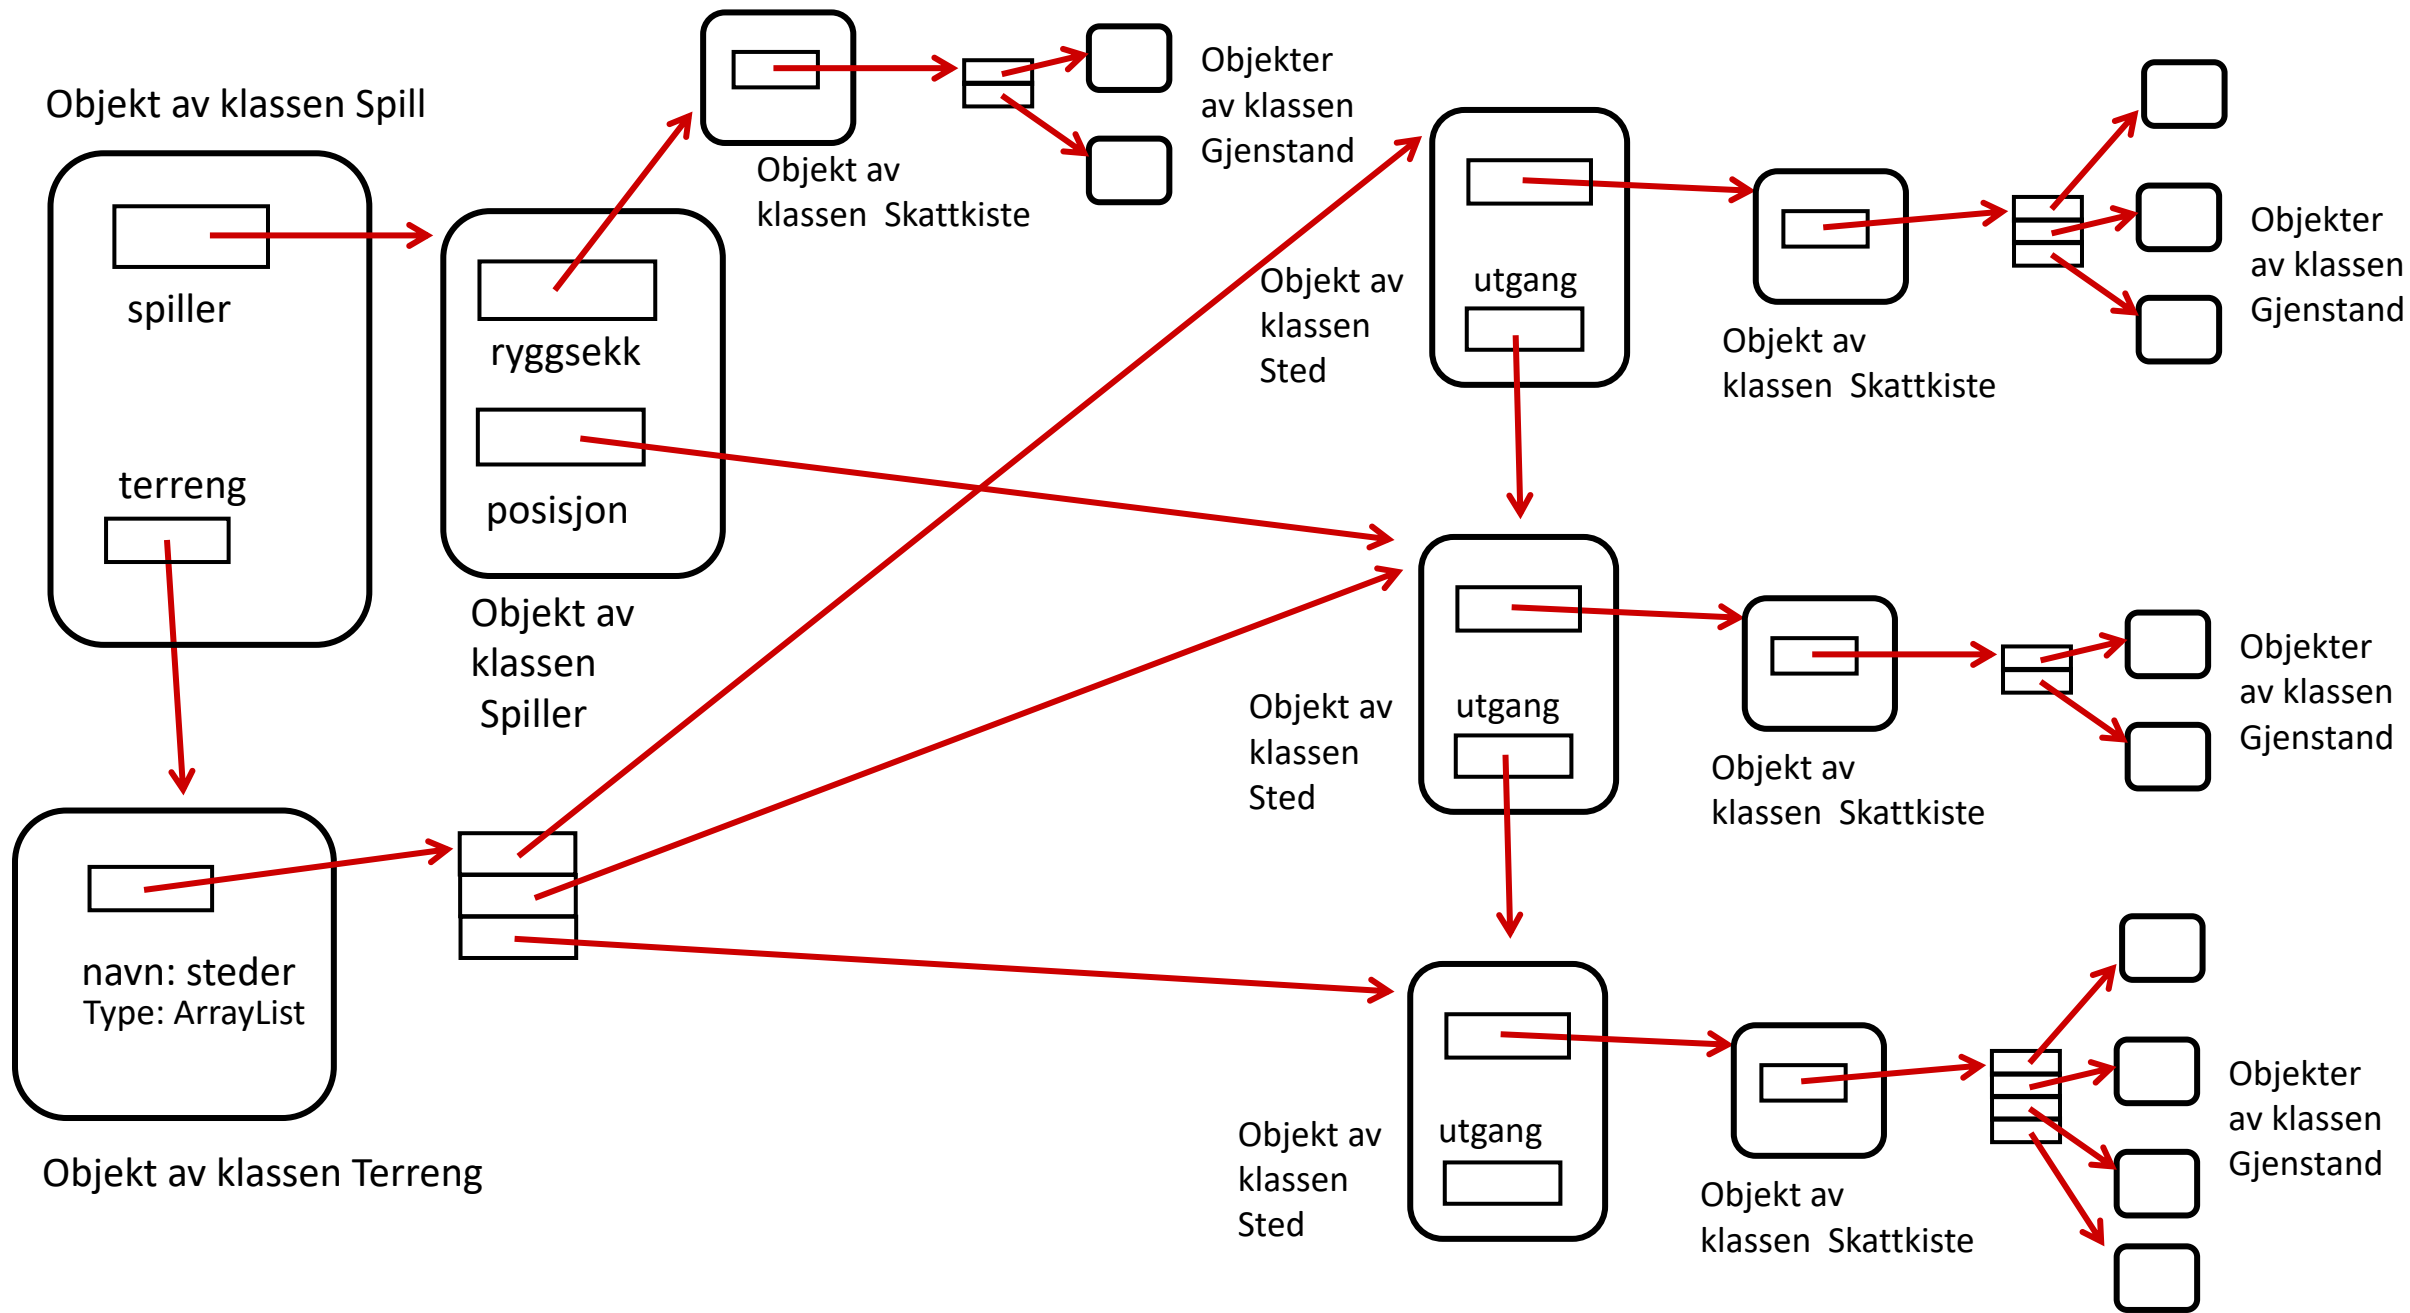 Objekt av klassen Spill
spiller
terreng
ryggsekk
posisjon
Objekt av
klassen
Spiller
navn: steder
Type: ArrayList
Objekt av klassen Terreng
Objekt av
klassen  Skattkiste
Objekter
av klassen
Gjenstand
Objekt av
klassen
Sted
utgang
Objekt av
klassen  Skattkiste
Objekter
av klassen
Gjenstand
Objekt av
klassen
Sted
utgang
Objekt av
klassen  Skattkiste
Objekter
av klassen
Gjenstand
Objekt av
klassen
Sted
utgang
Objekt av
klassen  Skattkiste
Objekter
av klassen
Gjenstand